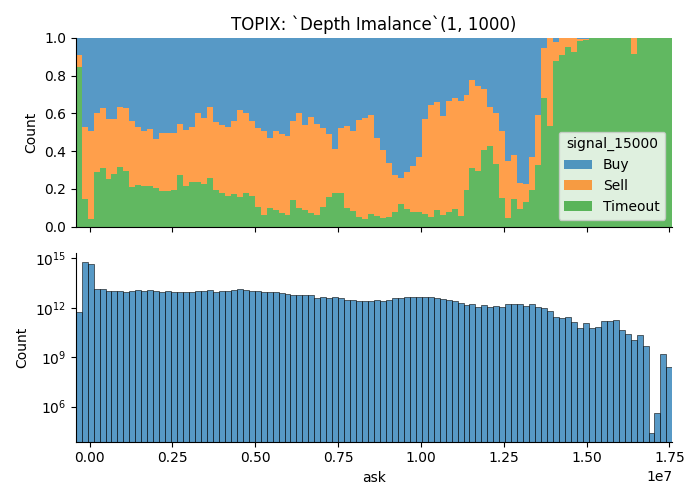 TOPIX: `Depth Imalance`(1, 1000)
1.0
0.8
0.6
0.4
0.2
0.0
Count
signal_15000
Buy
Sell
Timeout
10^15
10^12
10^9
10^6
Count
0.00 0.25 0.50 0.75 1.00 1.25 1.50 1.75
1e7
ask